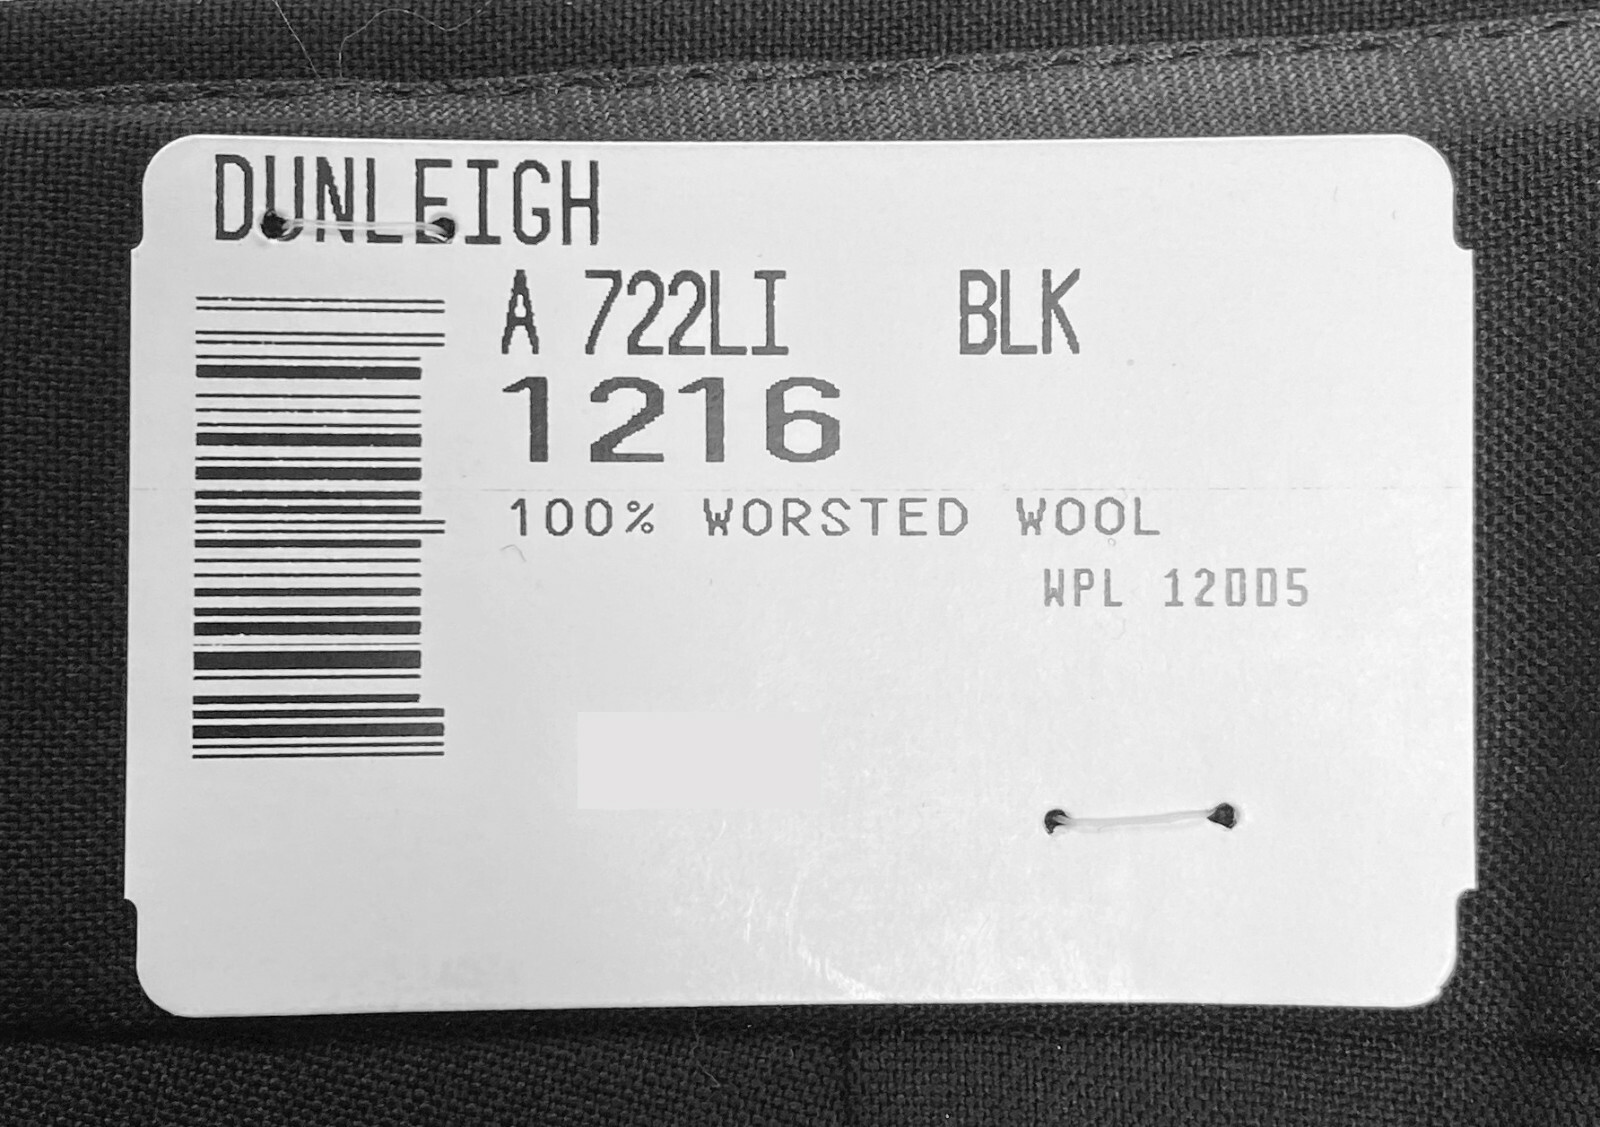 DUNLEIGH
A 722LI BLK
1216
100% WORSTED WOOL
WPL 12005